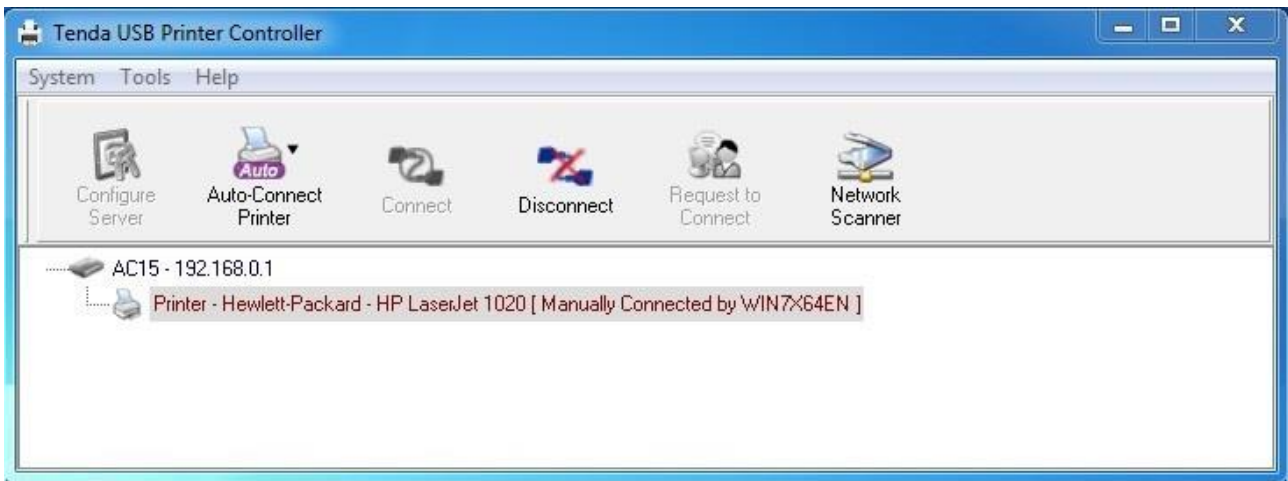 Tenda USB Printer Controller
System Tools Help
Configure Server
Auto
Auto-Connect Printer
Connect
Disconnect
Request to Connect
Network Scanner
AC15 - 192.168.0.1
Printer - Hewlett-Packard - HP LaserJet 1020 [ Manually Connected by WIN7X64EN ]